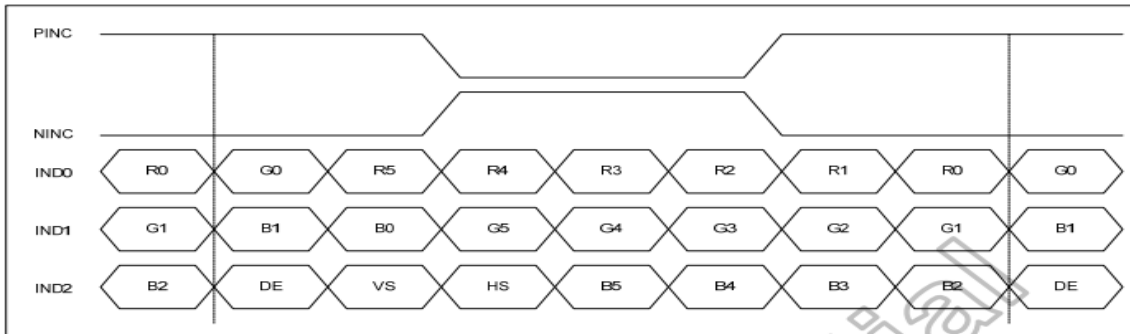 PINC
NINC
IND0 R0 G0 R5 R4 R3 R2 R1 R0 G0
IND1 G1 B1 B0 G5 G4 G3 G2 G1 B1
IND2 B2 DE VS HS B5 B4 B3 B2 DE